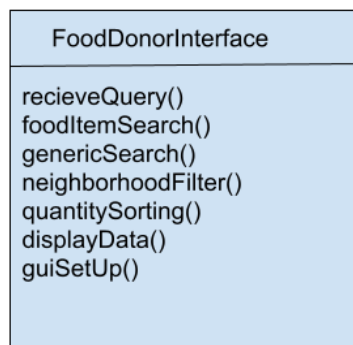 FoodDonorInterface
recieveQuery()
foodItemSearch()
genericSearch()
neighborhoodFilter()
quantitySorting()
displayData()
guiSetUp()